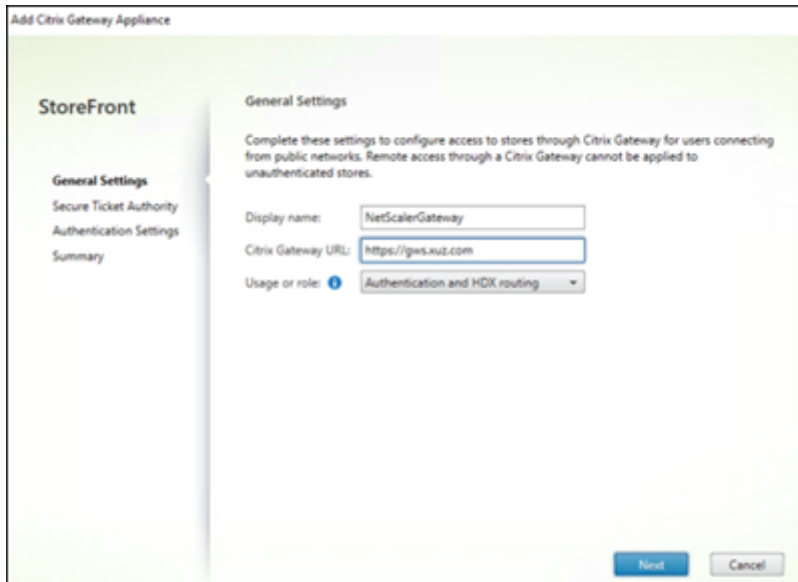 Add Citrix Gateway Appliance
StoreFront
General Settings
Secure Ticket Authority
Authentication Settings
Summary
General Settings
Complete these settings to configure access to stores through Citrix Gateway for users connecting
from public networks. Remote access through a Citrix Gateway cannot be applied to
unauthenticated stores.
Display name: NetScalerGateway
Citrix Gateway URL: https://gws.xuz.com
Usage or role: Authentication and HDX routing
Next Cancel